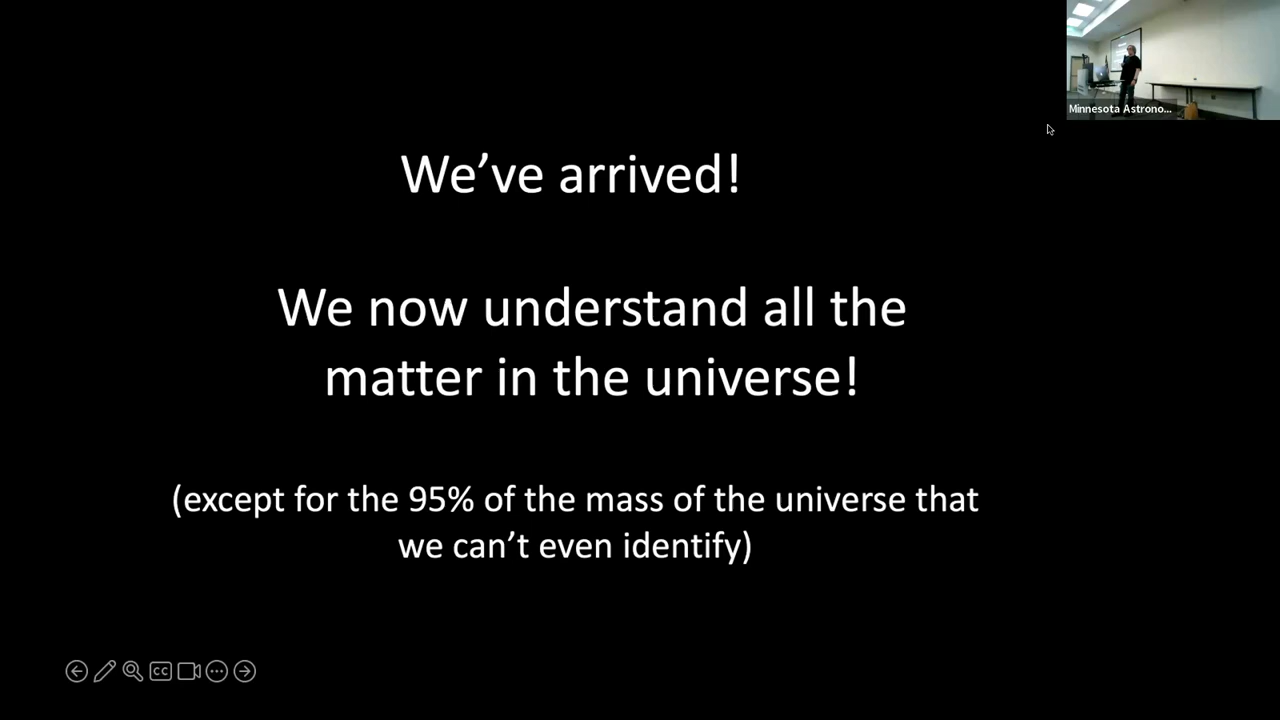 Minnesota Astrono...
We’ve arrived!
We now understand all the
matter in the universe!
(except for the 95% of the mass of the universe that
we can’t even identify)
CC